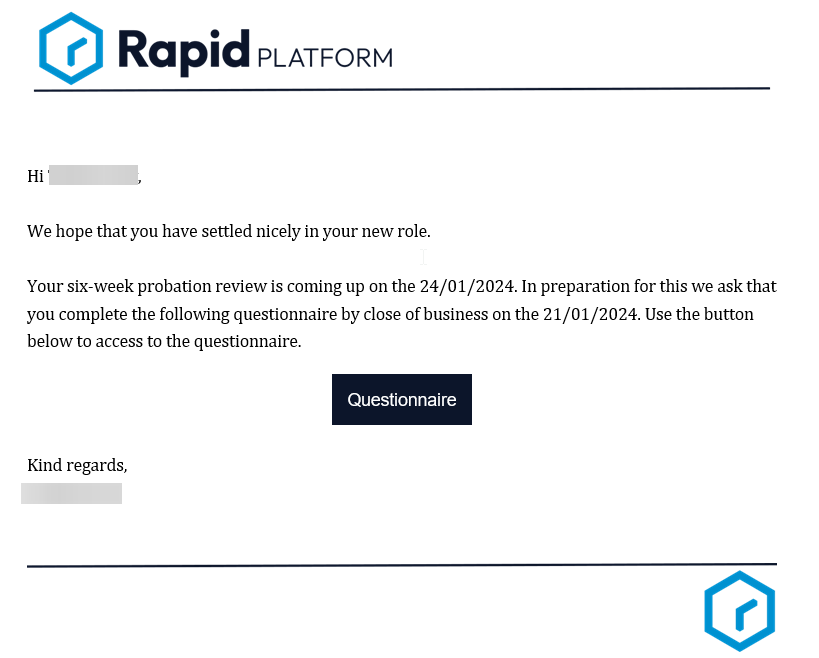 Rapid PLATFORM
Hi ,
We hope that you have settled nicely in your new role.
Your six-week probation review is coming up on the 24/01/2024. In preparation for this we ask that
you complete the following questionnaire by close of business on the 21/01/2024. Use the button
below to access to the questionnaire.
Questionnaire
Kind regards,